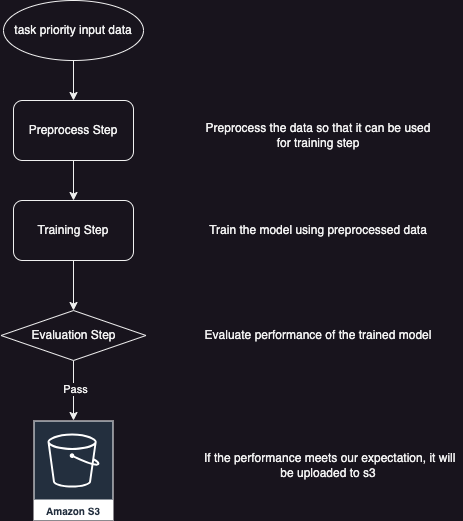 task priority input data
Preprocess Step
Preprocess the data so that it can be used
for training step
Training Step
Train the model using preprocessed data
Evaluation Step
Evaluate performance of the trained model
Pass
If the performance meets our expectation, it will
be uploaded to s3
Amazon S3